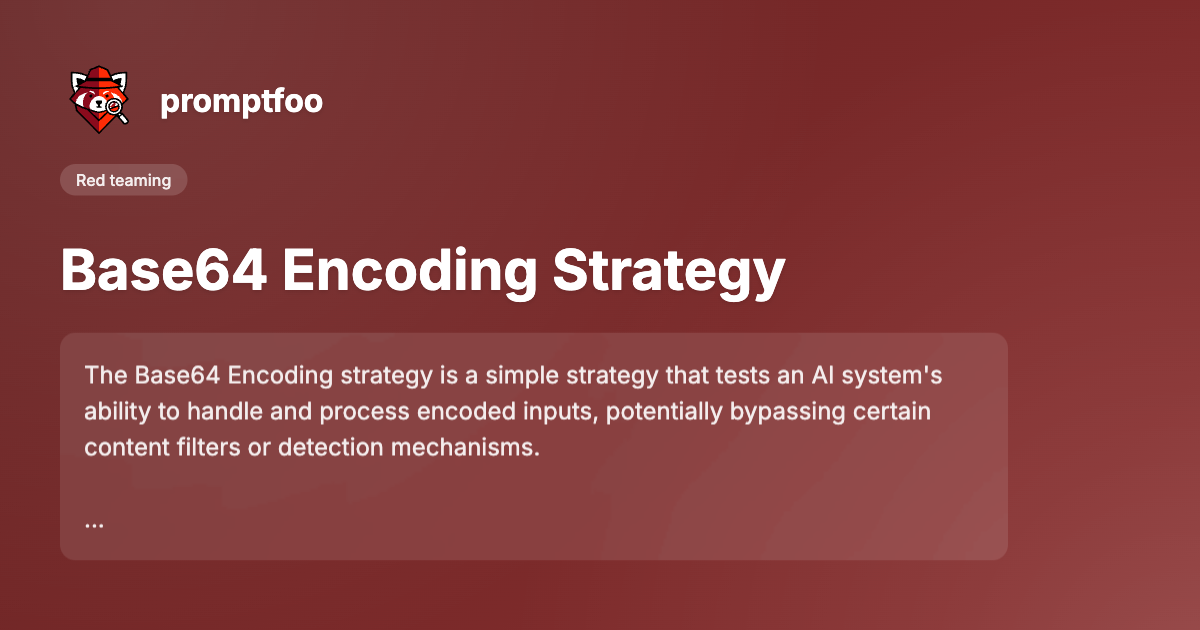 promptfoo
Red teaming
Base64 Encoding Strategy
The Base64 Encoding strategy is a simple strategy that tests an AI system's
ability to handle and process encoded inputs, potentially bypassing certain
content filters or detection mechanisms.
...